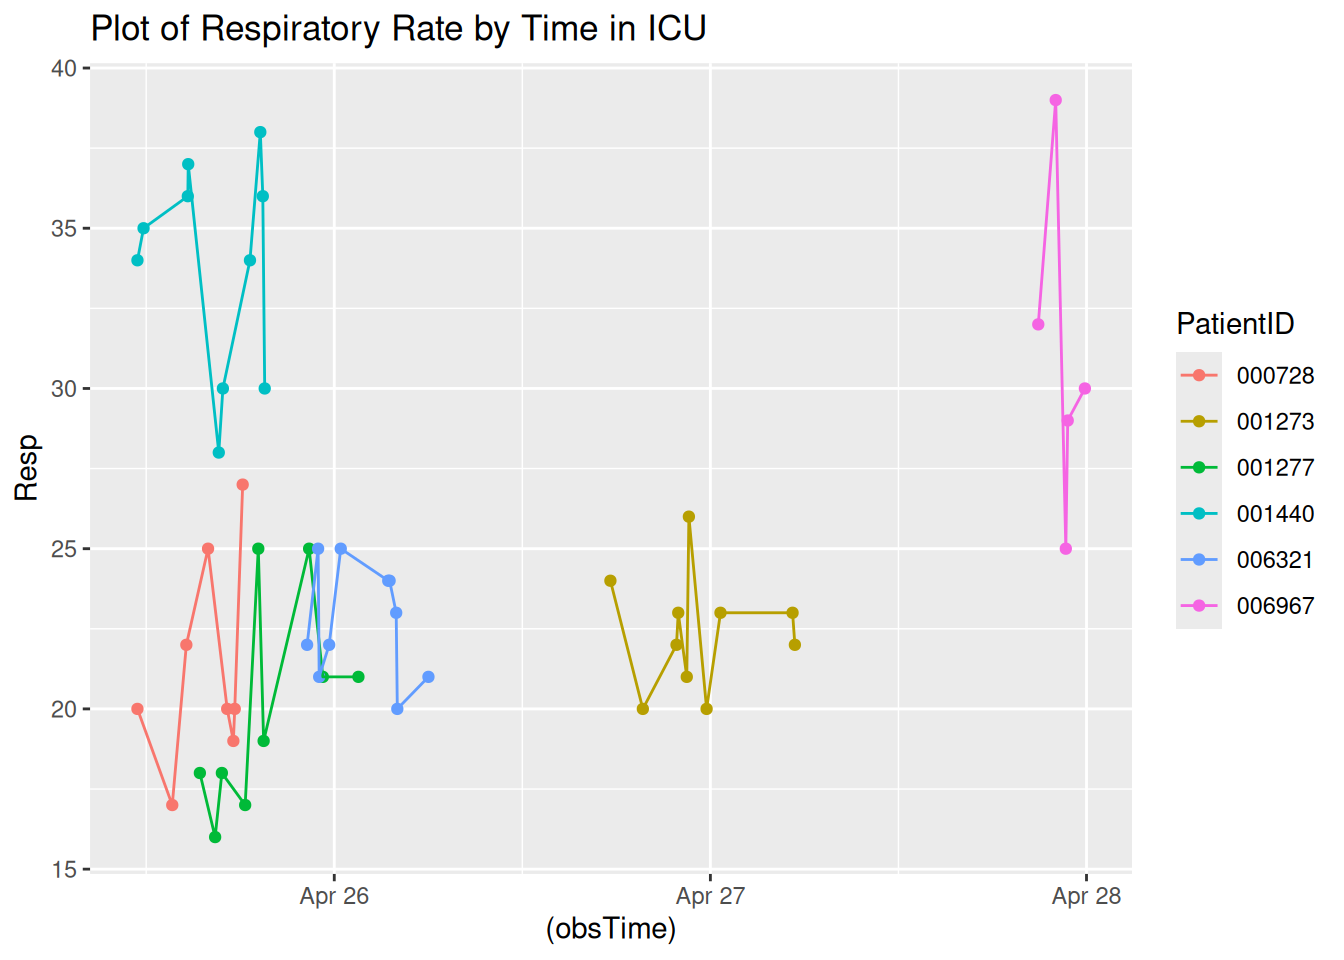 Plot of Respiratory Rate by Time in ICU
40
35
30
25
20
15
Resp
Apr 26
Apr 27
Apr 28
(obsTime)
PatientID
000728
001273
001277
001440
006321
006967